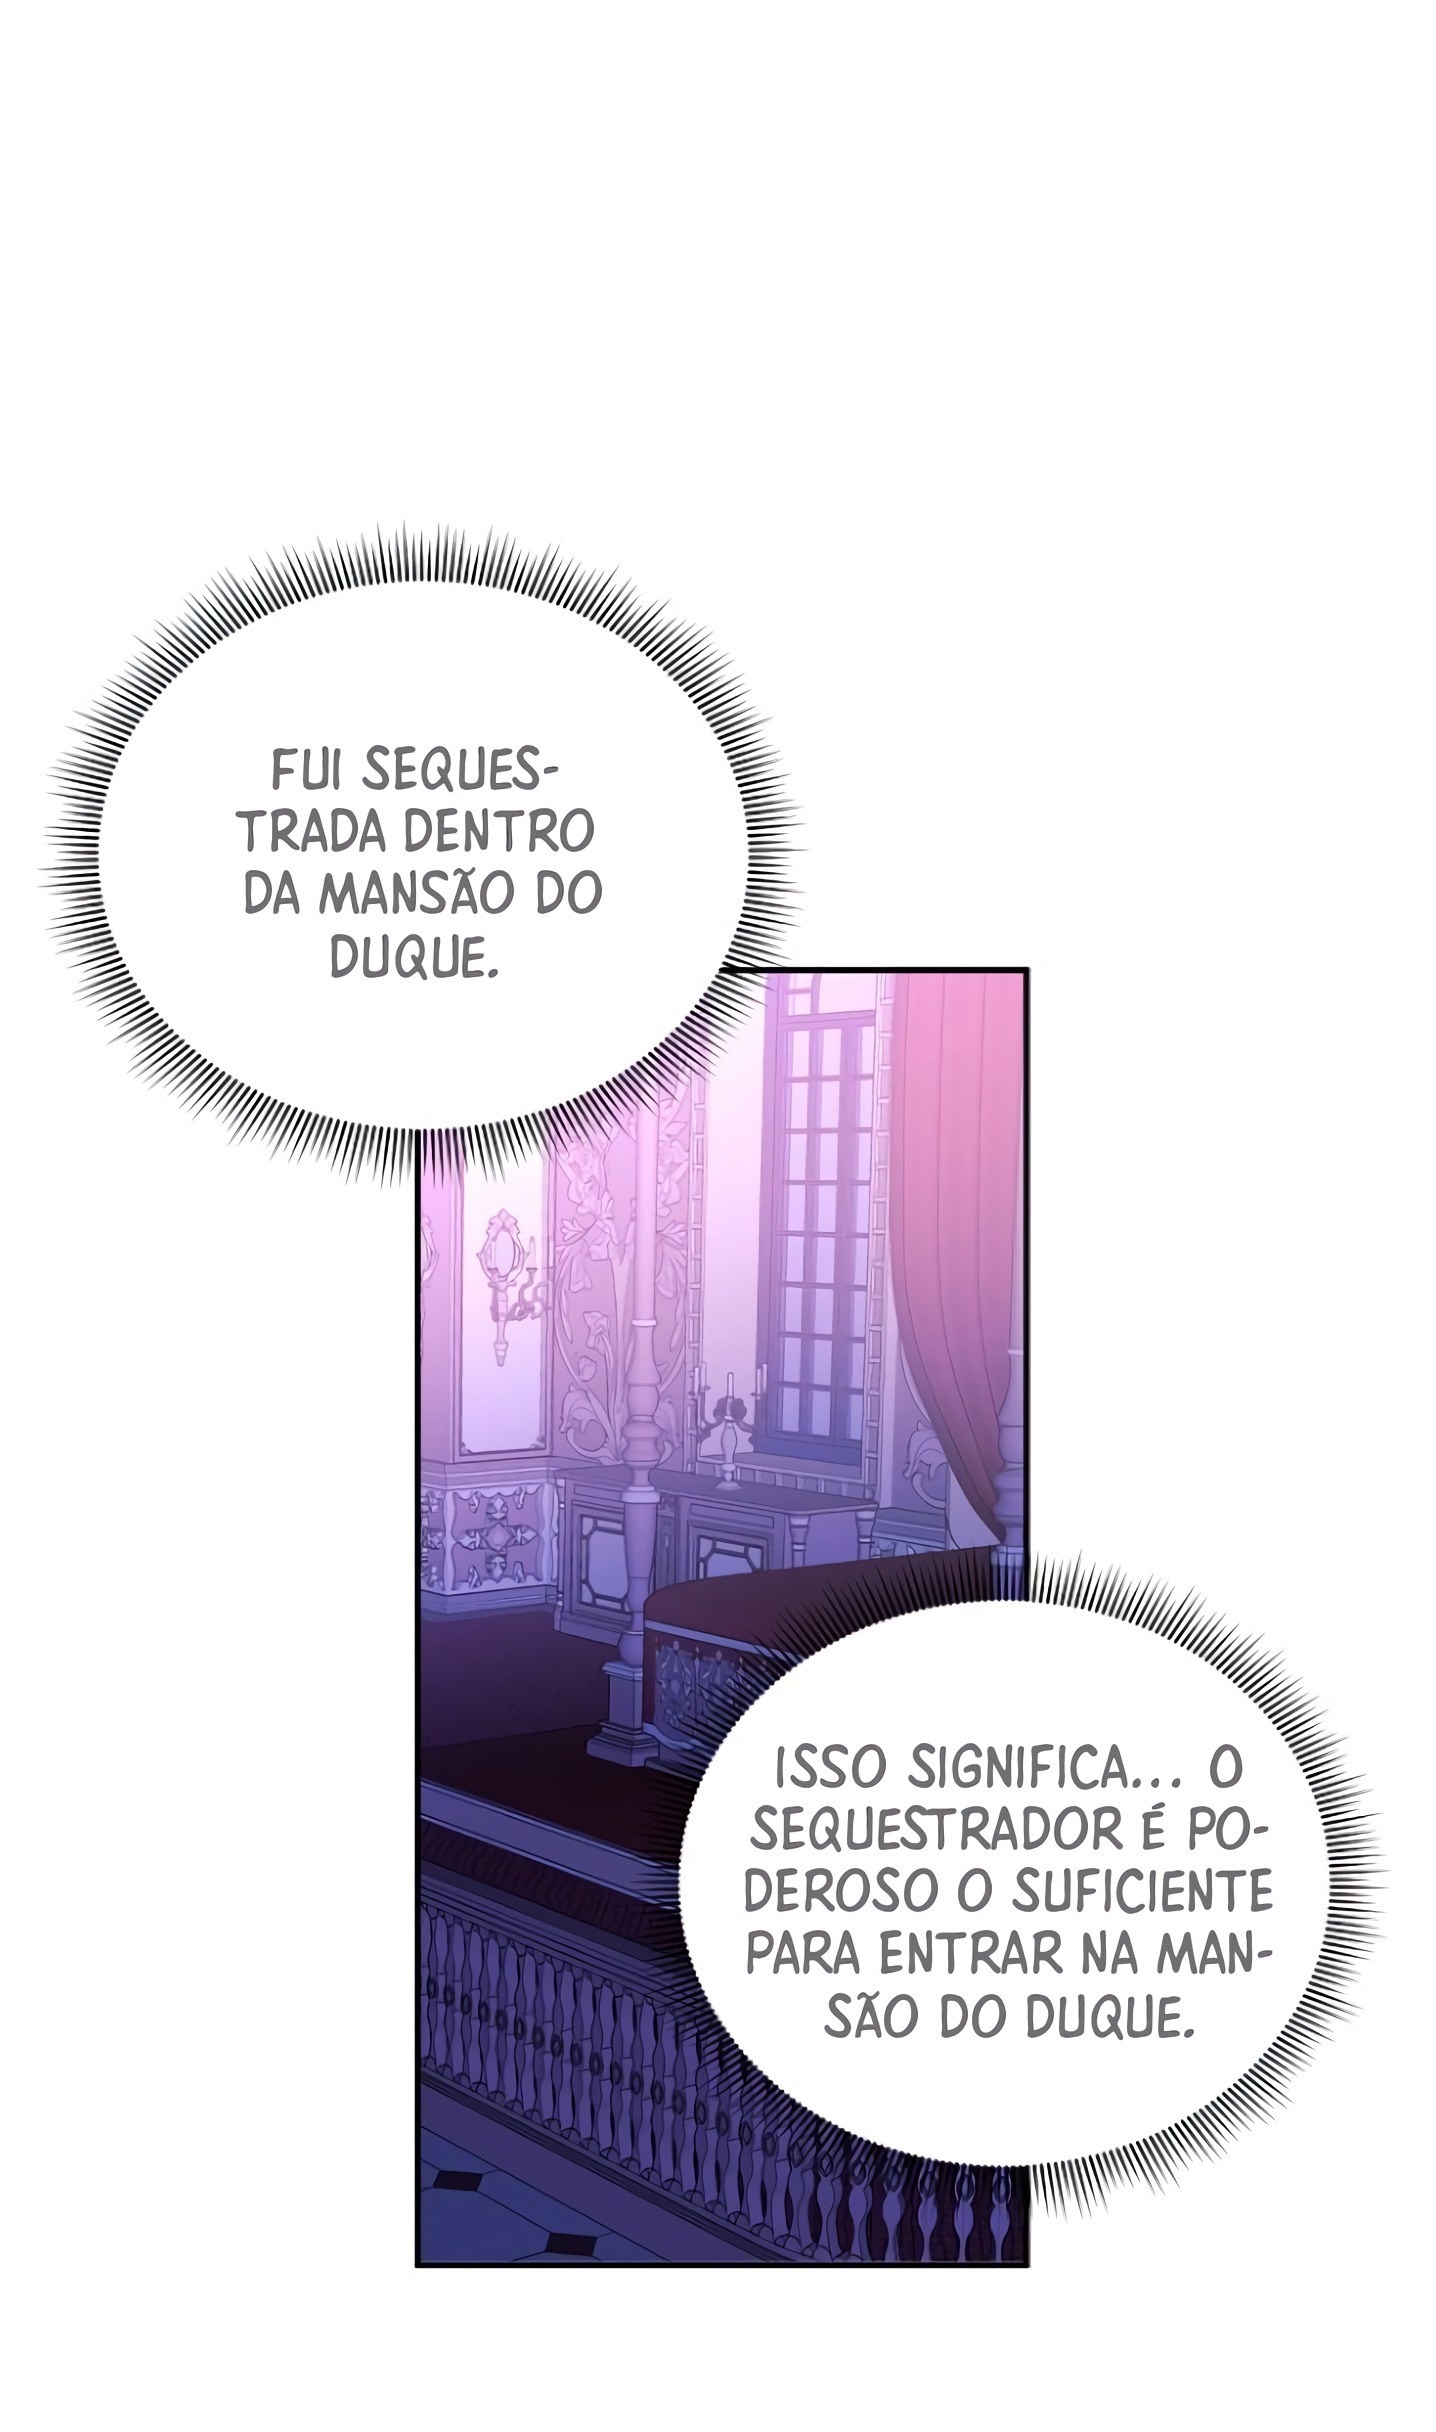 FUI SEQUES-
TRADA DENTRO
DA MANSÃO DO
DUQUE.
ISSO SIGNIFICA... O
SEQUESTRADOR É PO-
DEROSO O SUFICIENTE
PARA ENTRAR NA MAN-
SÃO DO DUQUE.